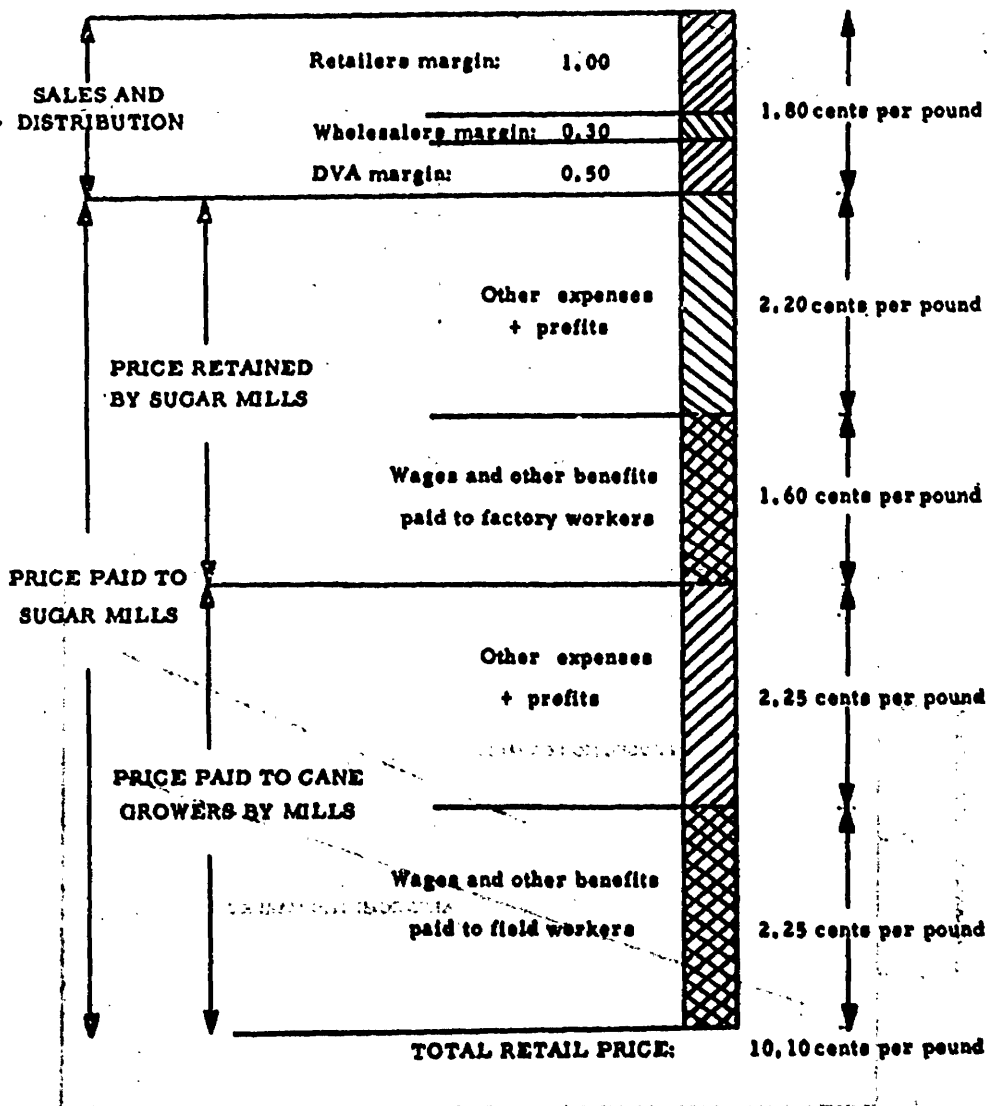 Retailers margin: 1.00
SALES AND
DISTRIBUTION
1.80 cents per pound
Wholesalers margin: 0.30
DVA margin: 0.50
Other expenses
+ profits
2.20 cents per pound
PRICE RETAINED
BY SUGAR MILLS
Wages and other benefits
paid to factory workers
1.60 cents per pound
PRICE PAID TO
SUGAR MILLS
Other expenses
+ profits
2.25 cents per pound
PRICE PAID TO CANE
GROWERS BY MILLS
Wages and other benefits
paid to field workers
2.25 cents per pound
TOTAL RETAIL PRICE: 10.10 cents per pound